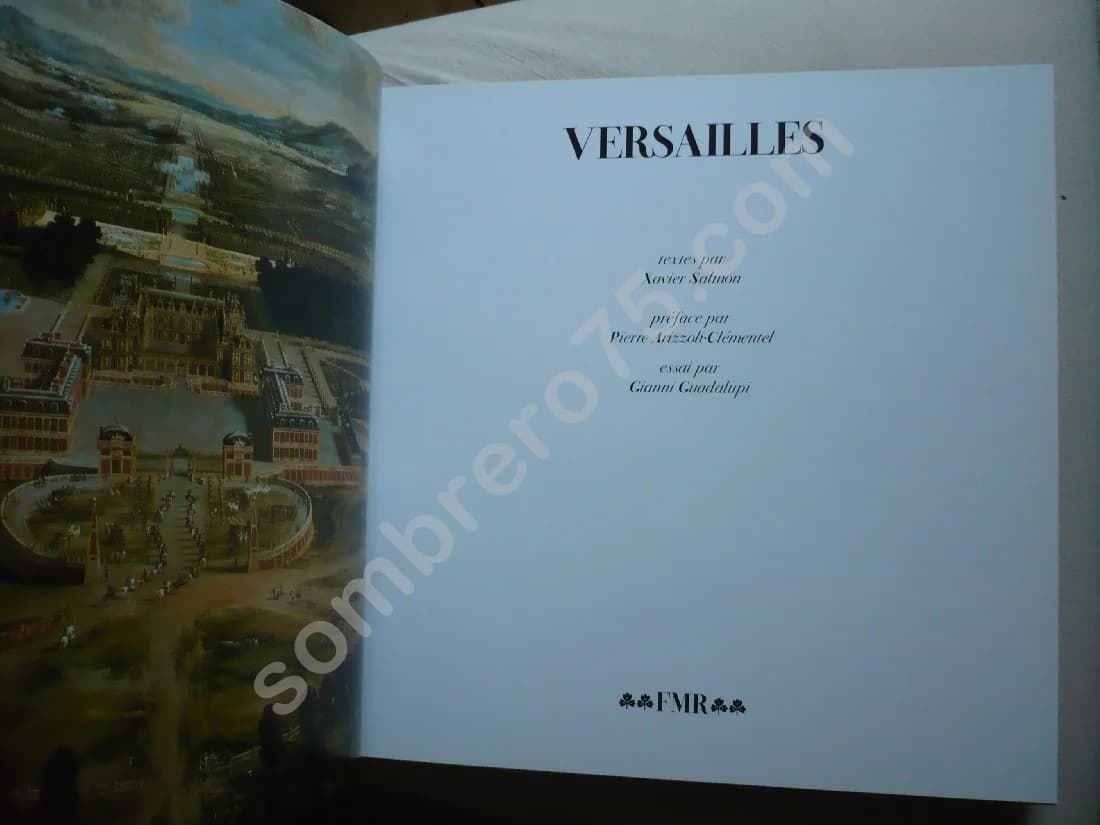 VERSAILLES
textes par
Xavier Salmon
préface par
Pierre Arizzoli-Clémentel
essai par
Gianni Guadalupi
FMR
sombrero75.com